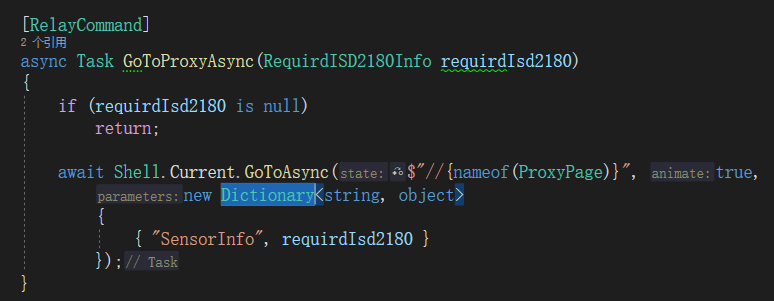 [RelayCommand]
2 个引用
async Task GoToProxyAsync(RequirdISD2180Info requirdIsd2180)
{
    if (requirdIsd2180 is null)
        return;

    await Shell.Current.GoToAsync(state: $"//{nameof(ProxyPage)}", animate: true,
        parameters: new Dictionary<string, object>
        {
            { "SensorInfo", requirdIsd2180 }
        }); // Task
}